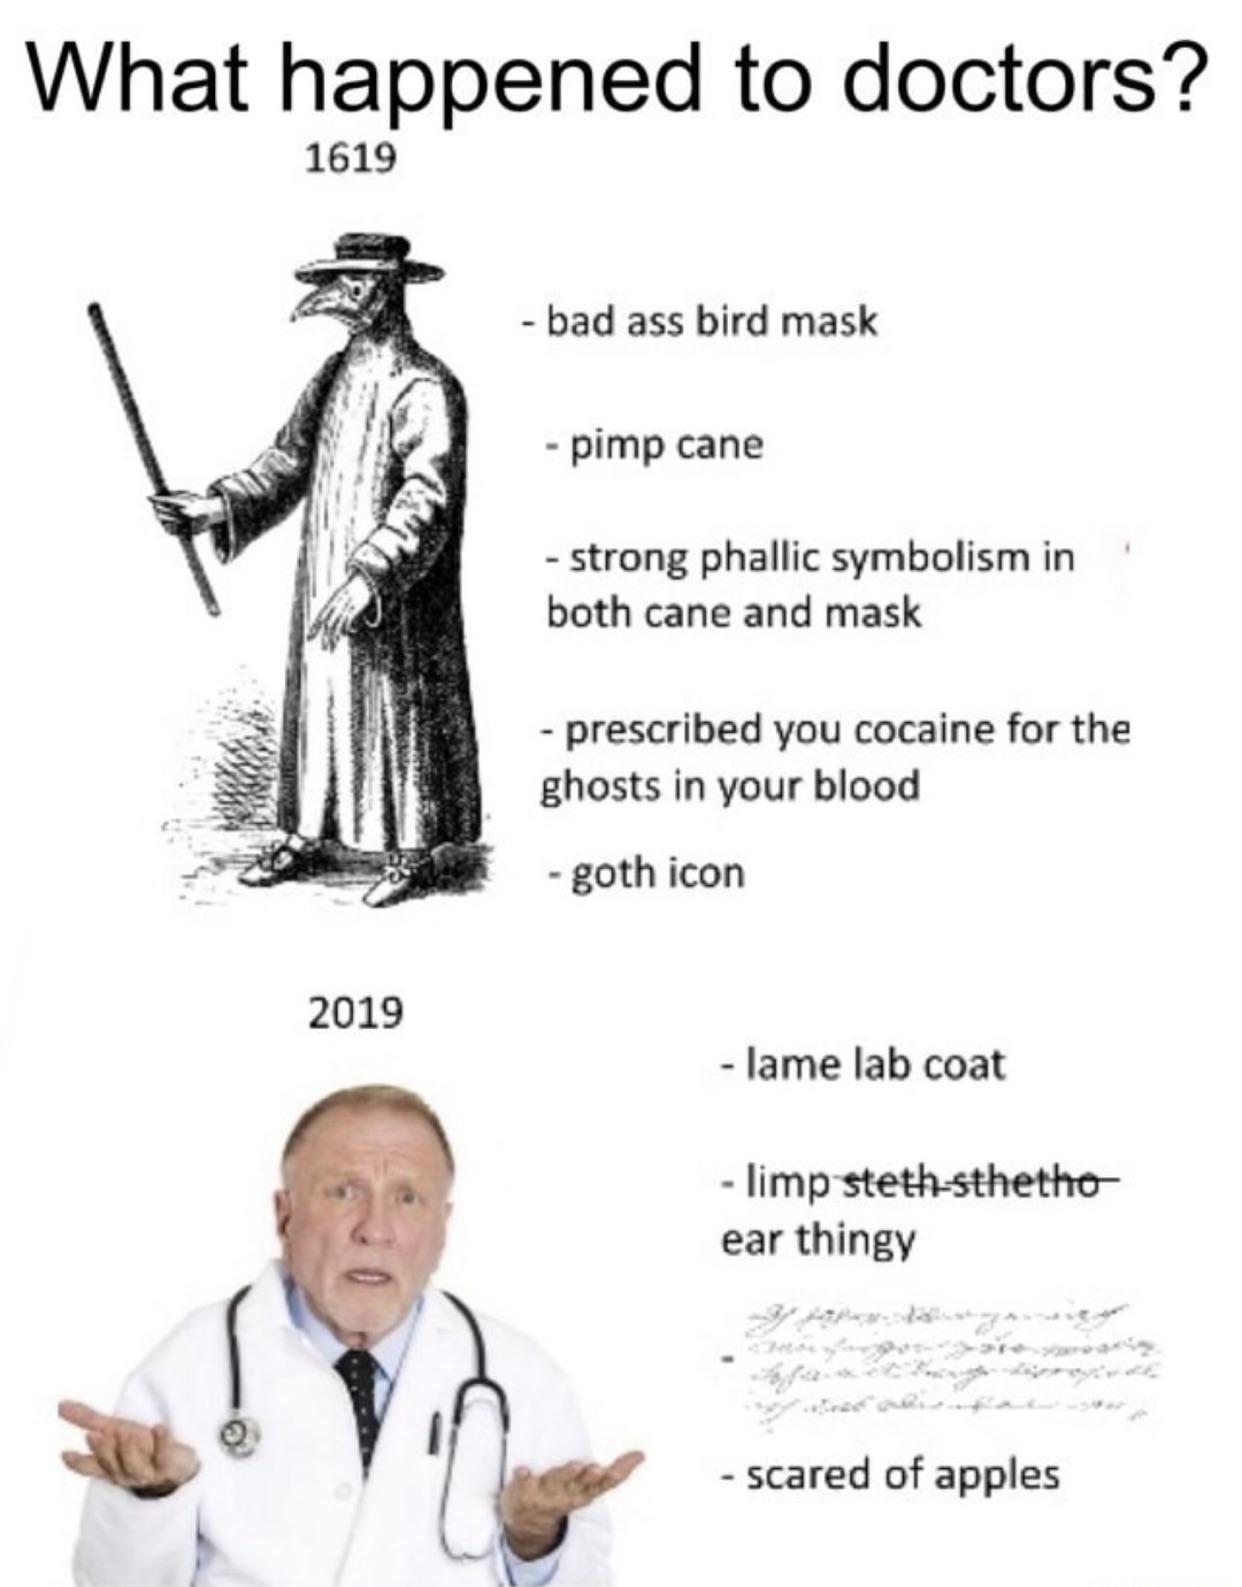 What happened to doctors?
1619
- bad ass bird mask
- pimp cane
- strong phallic symbolism in
both cane and mask
- prescribed you cocaine for the
ghosts in your blood
- goth icon
2019
- lame lab coat
- limp steth-sthetho
ear thingy
-
- scared of apples